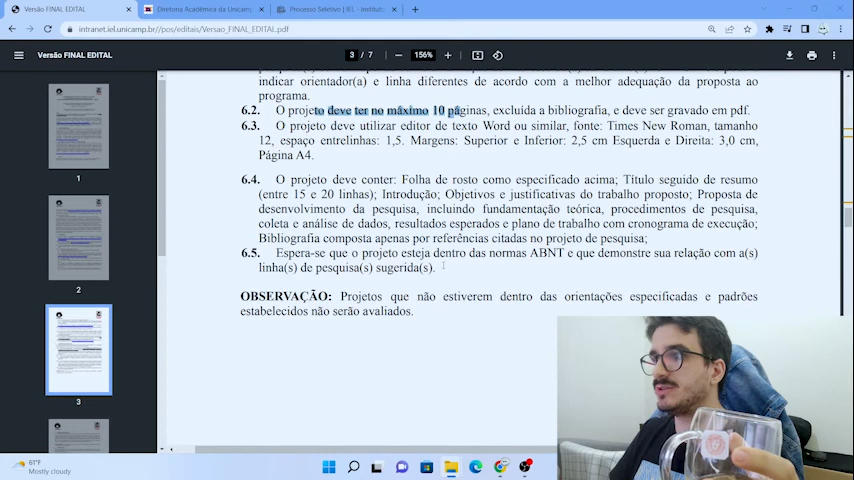 Versão FINAL_EDITAL
Diretoria Acadêmica da Unicamp
Processo Seletivo | IEL - Institut
intranet.iel.unicamp.br//pos/editais/Versao_FINAL_EDITAL.pdf
Versão FINAL EDITAL
3 / 7
156%
indicar orientador(a) e linha diferentes de acordo com a melhor adequação da proposta ao
programa.
6.2. O projeto deve ter no máximo 10 páginas, excluída a bibliografia, e deve ser gravado em pdf.
6.3. O projeto deve utilizar editor de texto Word ou similar, fonte: Times New Roman, tamanho
12, espaço entrelinhas: 1,5. Margens: Superior e Inferior: 2,5 cm Esquerda e Direita: 3,0 cm,
Página A4.
6.4. O projeto deve conter: Folha de rosto como especificado acima; Título seguido de resumo
(entre 15 e 20 linhas); Introdução; Objetivos e justificativas do trabalho proposto; Proposta de
desenvolvimento da pesquisa, incluindo fundamentação teórica, procedimentos de pesquisa,
coleta e análise de dados, resultados esperados e plano de trabalho com cronograma de execução;
Bibliografia composta apenas por referências citadas no projeto de pesquisa;
6.5. Espera-se que o projeto esteja dentro das normas ABNT e que demonstre sua relação com a(s)
linha(s) de pesquisa(s) sugerida(s).
OBSERVAÇÃO: Projetos que não estiverem dentro das orientações especificadas e padrões
estabelecidos não serão avaliados.
1
2
3
61°F
Mostly cloudy